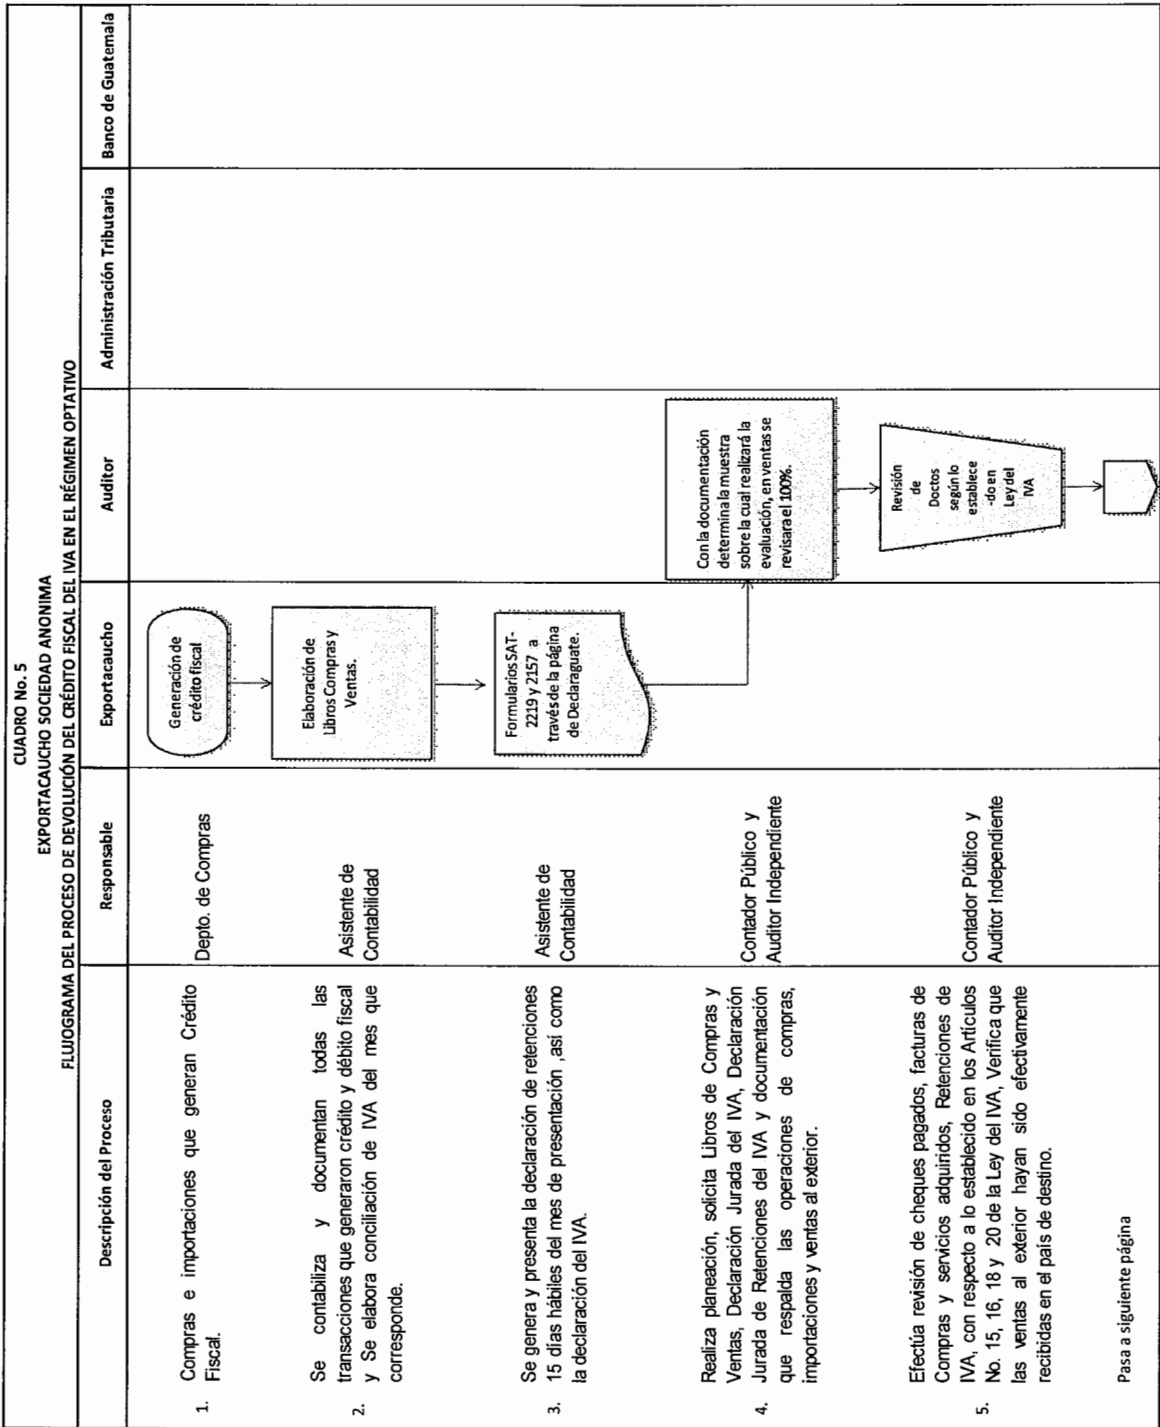 CUADRO No. 5
EXPORTACAUCHO SOCIEDAD ANONIMA
FLUJOGRAMA DEL PROCESO DE DEVOLUCIÓN DEL CRÉDITO FISCAL DEL IVA EN EL RÉGIMEN OPTATIVO
Descripción del Proceso
Responsable
Exportacaucho
Auditor
Administración Tributaria
Banco de Guatemala
1.
Compras e importaciones que generan Crédito
Fiscal.
Depto. de Compras
Generación de
crédito fiscal
2.
Se contabiliza y documentan todas las
transacciones que generaron crédito y débito fiscal
y Se elabora conciliación de IVA del mes que
corresponde.
Asistente de
Contabilidad
Elaboración de
Libros Compras y
Ventas.
3.
Se genera y presenta la declaración de retenciones
15 días hábiles del mes de presentación ,así como
la declaración del IVA.
Asistente de
Contabilidad
Formularios SAT-
2219 y 2157 a
través de la página
de Declaraguate.
4.
Realiza planeación, solicita Libros de Compras y
Ventas, Declaración Jurada del IVA, Declaración
Jurada de Retenciones del IVA y documentación
que respalda las operaciones de compras,
importaciones y ventas al exterior.
Contador Público y
Auditor Independiente
Con la documentación
determina la muestra
sobre la cual realizará la
evaluación, en ventas se
revisara el 100%.
5.
Efectúa revisión de cheques pagados, facturas de
Compras y servicios adquiridos, Retenciones de
IVA, con respecto a lo establecido en los Artículos
No. 15, 16, 18 y 20 de la Ley del IVA, Verifica que
las ventas al exterior hayan sido efectivamente
recibidas en el país de destino.
Contador Público y
Auditor Independiente
Revisión
de
Doctos
según lo
establece
-do en
Ley del
IVA
Pasa a siguiente página